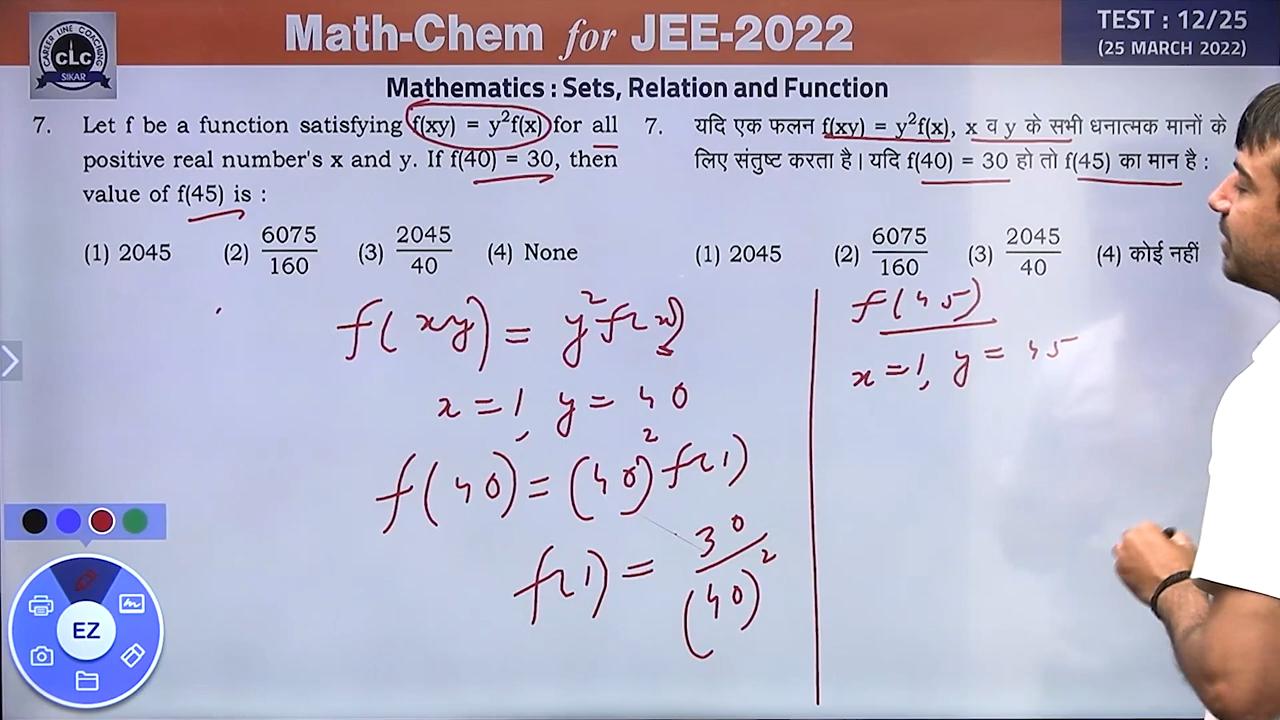 CAREER LINE COACHING
CLC
SIKAR
Math-Chem for JEE-2022
TEST : 12/25
(25 MARCH 2022)
Mathematics : Sets, Relation and Function
7. Let f be a function satisfying f(xy) = y²f(x) for all
positive real number's x and y. If f(40) = 30, then
value of f(45) is :
(1) 2045 (2) 6075/160 (3) 2045/40 (4) None
7. यदि एक फलन f(xy) = y²f(x), x व y के सभी धनात्मक मानों के
लिए संतुष्ट करता है। यदि f(40) = 30 हो तो f(45) का मान है :
(1) 2045 (2) 6075/160 (3) 2045/40 (4) कोई नहीं
f(xy) = y²f(x)
x=1, y=40
f(40) = (40)²f(1)
f(1) = 30/(40)²
f(45)
x=1, y=45
EZ